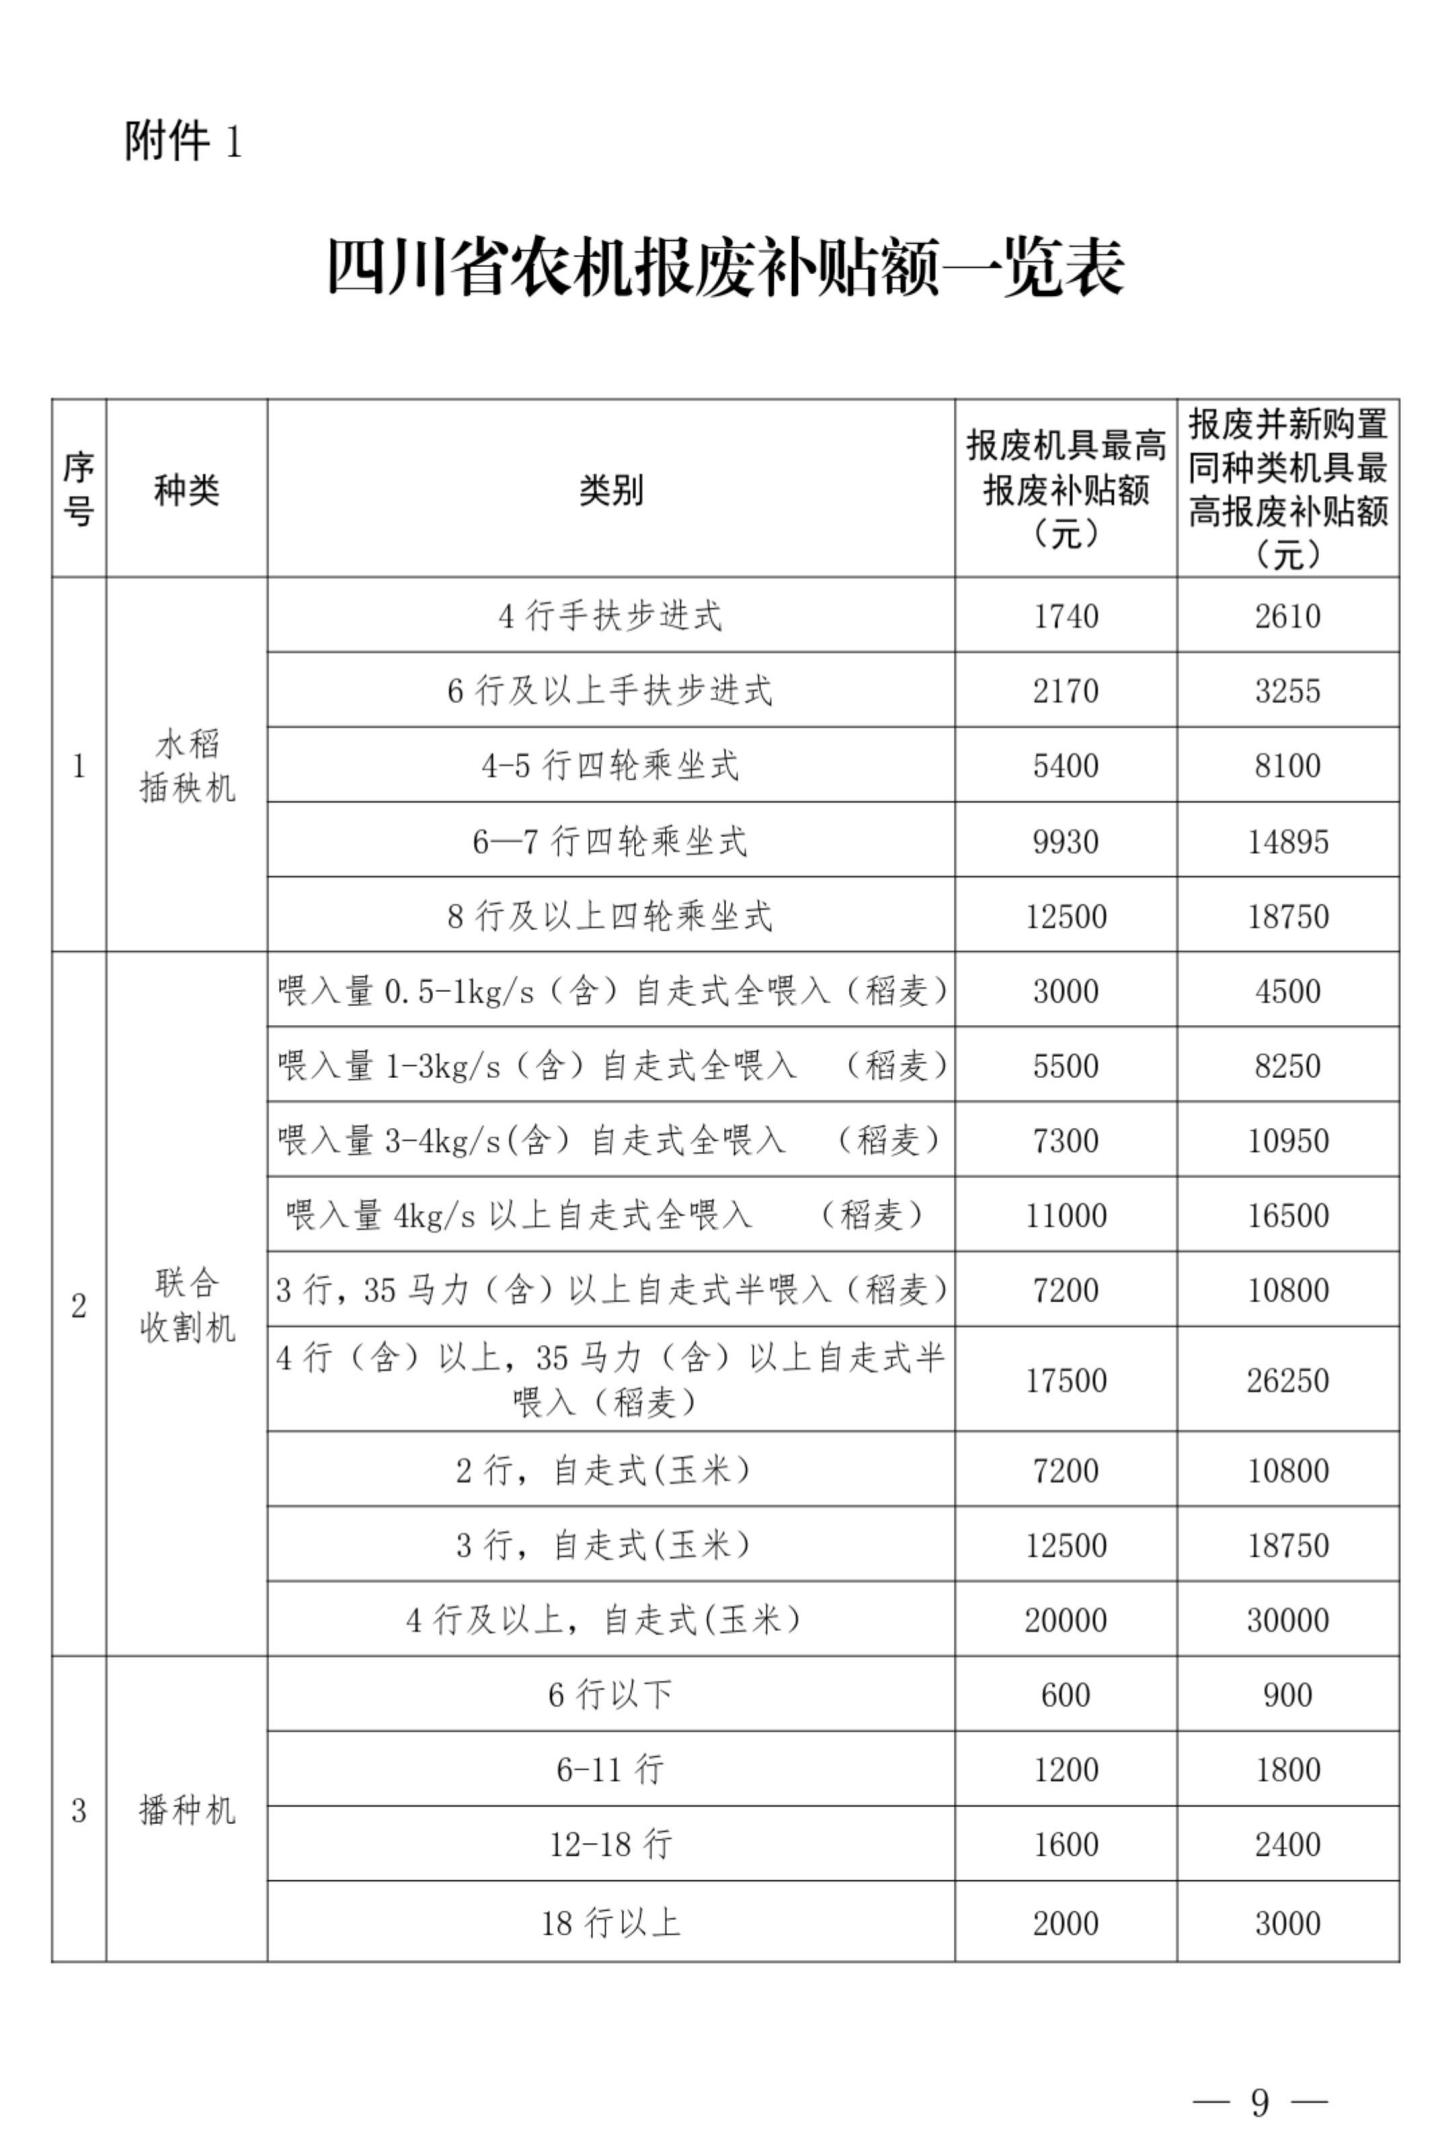 附件 1
四川省农机报废补贴额一览表
序号 种类 类别 报废机具最高报废补贴额（元） 报废并新购置同种类机具最高报废补贴额（元）
1 水稻插秧机 4 行手扶步进式 1740 2610
6 行及以上手扶步进式 2170 3255
4-5 行四轮乘坐式 5400 8100
6—7 行四轮乘坐式 9930 14895
8 行及以上四轮乘坐式 12500 18750
2 联合收割机 喂入量 0.5-1kg/s（含）自走式全喂入（稻麦） 3000 4500
喂入量 1-3kg/s（含）自走式全喂入 （稻麦） 5500 8250
喂入量 3-4kg/s(含）自走式全喂入 （稻麦） 7300 10950
喂入量 4kg/s 以上自走式全喂入 （稻麦） 11000 16500
3 行，35 马力（含）以上自走式半喂入（稻麦） 7200 10800
4 行（含）以上，35 马力（含）以上自走式半喂入（稻麦） 17500 26250
2 行，自走式(玉米） 7200 10800
3 行，自走式(玉米） 12500 18750
4 行及以上，自走式(玉米） 20000 30000
3 播种机 6 行以下 600 900
6-11 行 1200 1800
12-18 行 1600 2400
18 行以上 2000 3000
— 9 —